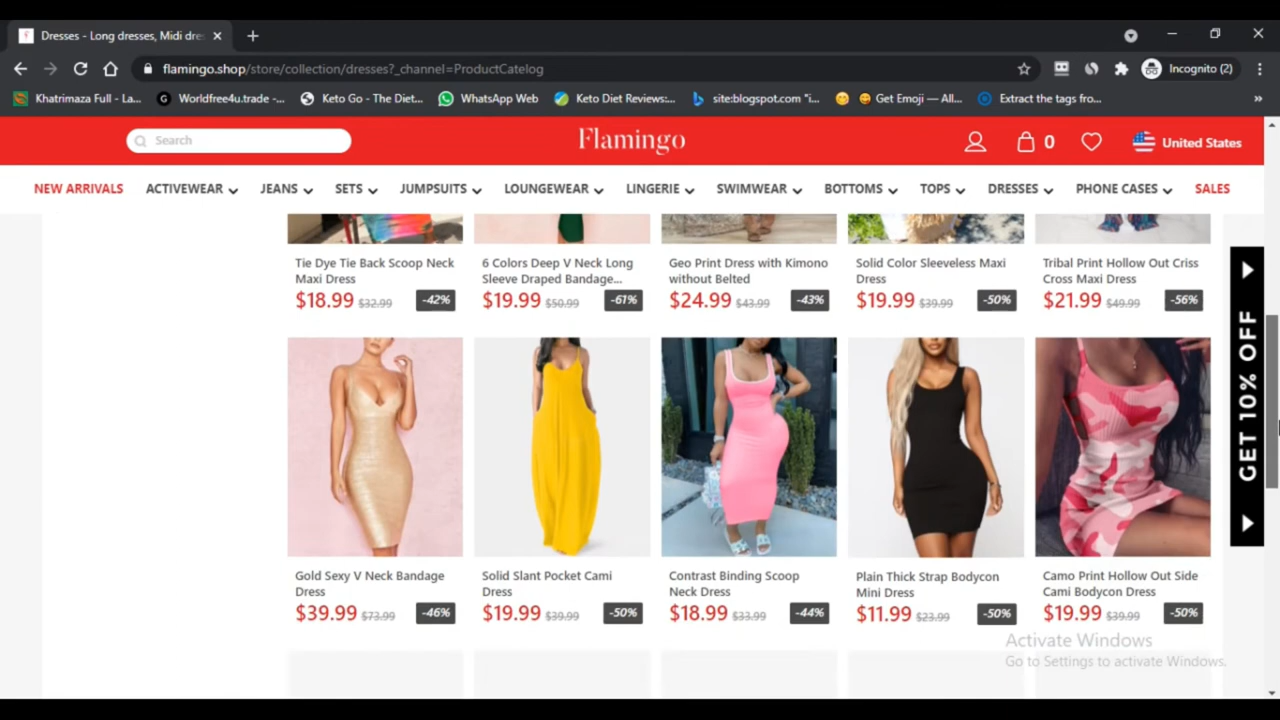 Dresses - Long dresses, Midi dre
flamingo.shop/store/collection/dresses?_channel=ProductCatelog
Incognito (2)
Khatrimaza Full - La...
Worldfree4u.trade -...
Keto Go - The Diet...
WhatsApp Web
Keto Diet Reviews:...
site:blogspot.com "i...
Get Emoji — All...
Extract the tags from...
»
Search
Flamingo
0
United States
NEW ARRIVALS
ACTIVEWEAR
JEANS
SETS
JUMPSUITS
LOUNGEWEAR
LINGERIE
SWIMWEAR
BOTTOMS
TOPS
DRESSES
PHONE CASES
SALES
Tie Dye Tie Back Scoop Neck
Maxi Dress
$18.99 $32.99 -42%
6 Colors Deep V Neck Long
Sleeve Draped Bandage...
$19.99 $50.99 -61%
Geo Print Dress with Kimono
without Belted
$24.99 $43.99 -43%
Solid Color Sleeveless Maxi
Dress
$19.99 $39.99 -50%
Tribal Print Hollow Out Criss
Cross Maxi Dress
$21.99 $49.99 -56%
GET 10% OFF
Gold Sexy V Neck Bandage
Dress
$39.99 $73.99 -46%
Solid Slant Pocket Cami
Dress
$19.99 $39.99 -50%
Contrast Binding Scoop
Neck Dress
$18.99 $33.99 -44%
Plain Thick Strap Bodycon
Mini Dress
$11.99 $23.99 -50%
Camo Print Hollow Out Side
Cami Bodycon Dress
$19.99 $39.99 -50%
Activate Windows
Go to Settings to activate Windows.